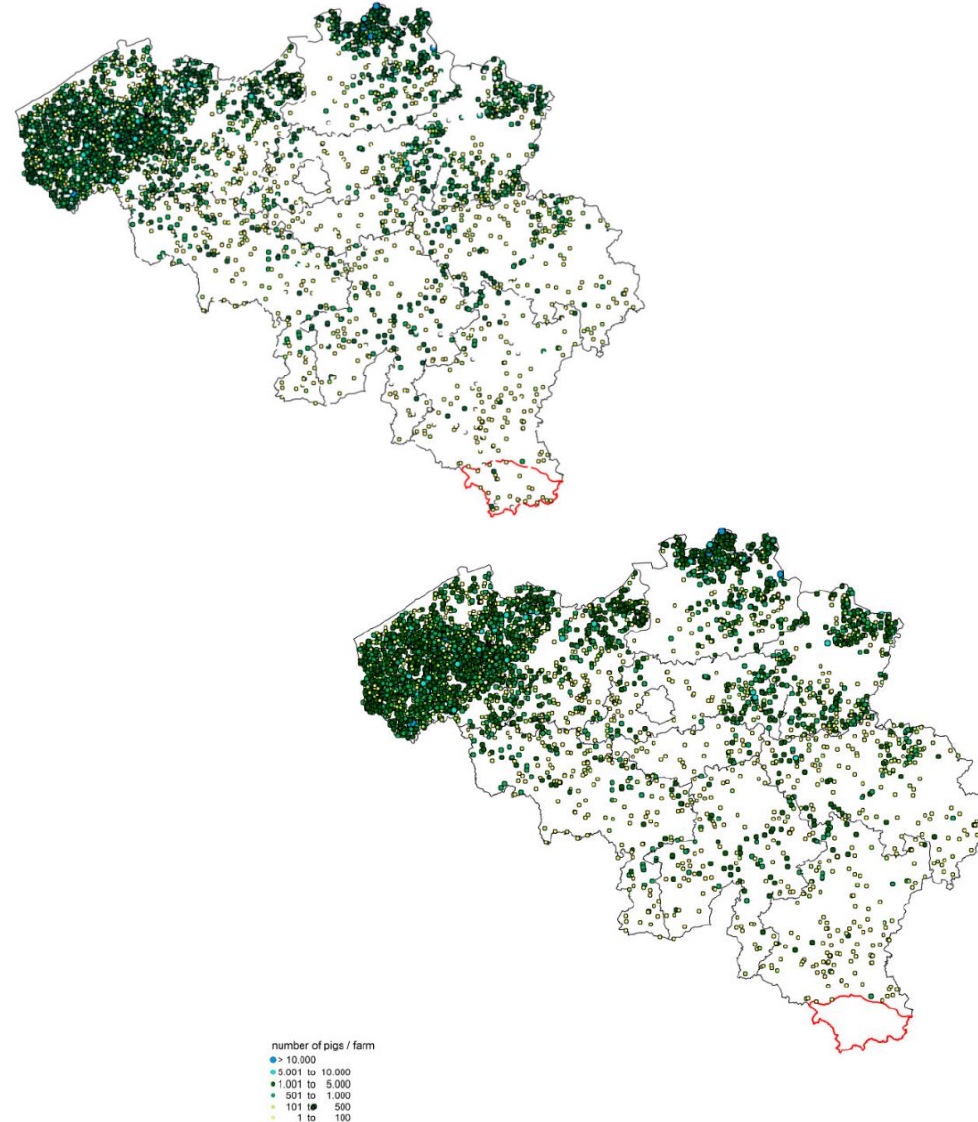 number of pigs / farm
> 10.000
5.001 to 10.000
1.001 to 5.000
501 to 1.000
101 to 500
1 to 100